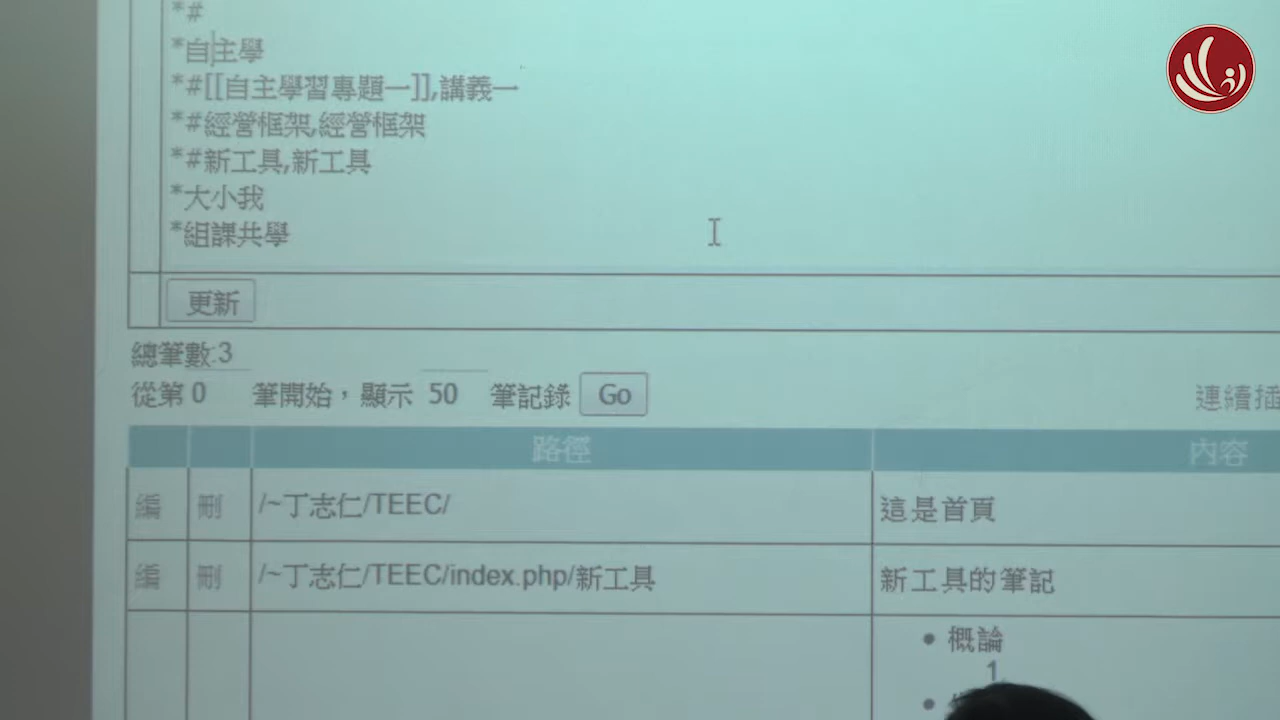 *#
*自主學
*#[[自主學習專題一]],講義一
*#經營框架,經營框架
*#新工具,新工具
*大小我
*組課共學
更新
總筆數:3
從第 0 筆開始，顯示 50 筆記錄 Go
連續插
路徑 內容
編 刪 /~丁志仁/TEEC/ 這是首頁
編 刪 /~丁志仁/TEEC/index.php/新工具 新工具的筆記
• 概論
1.